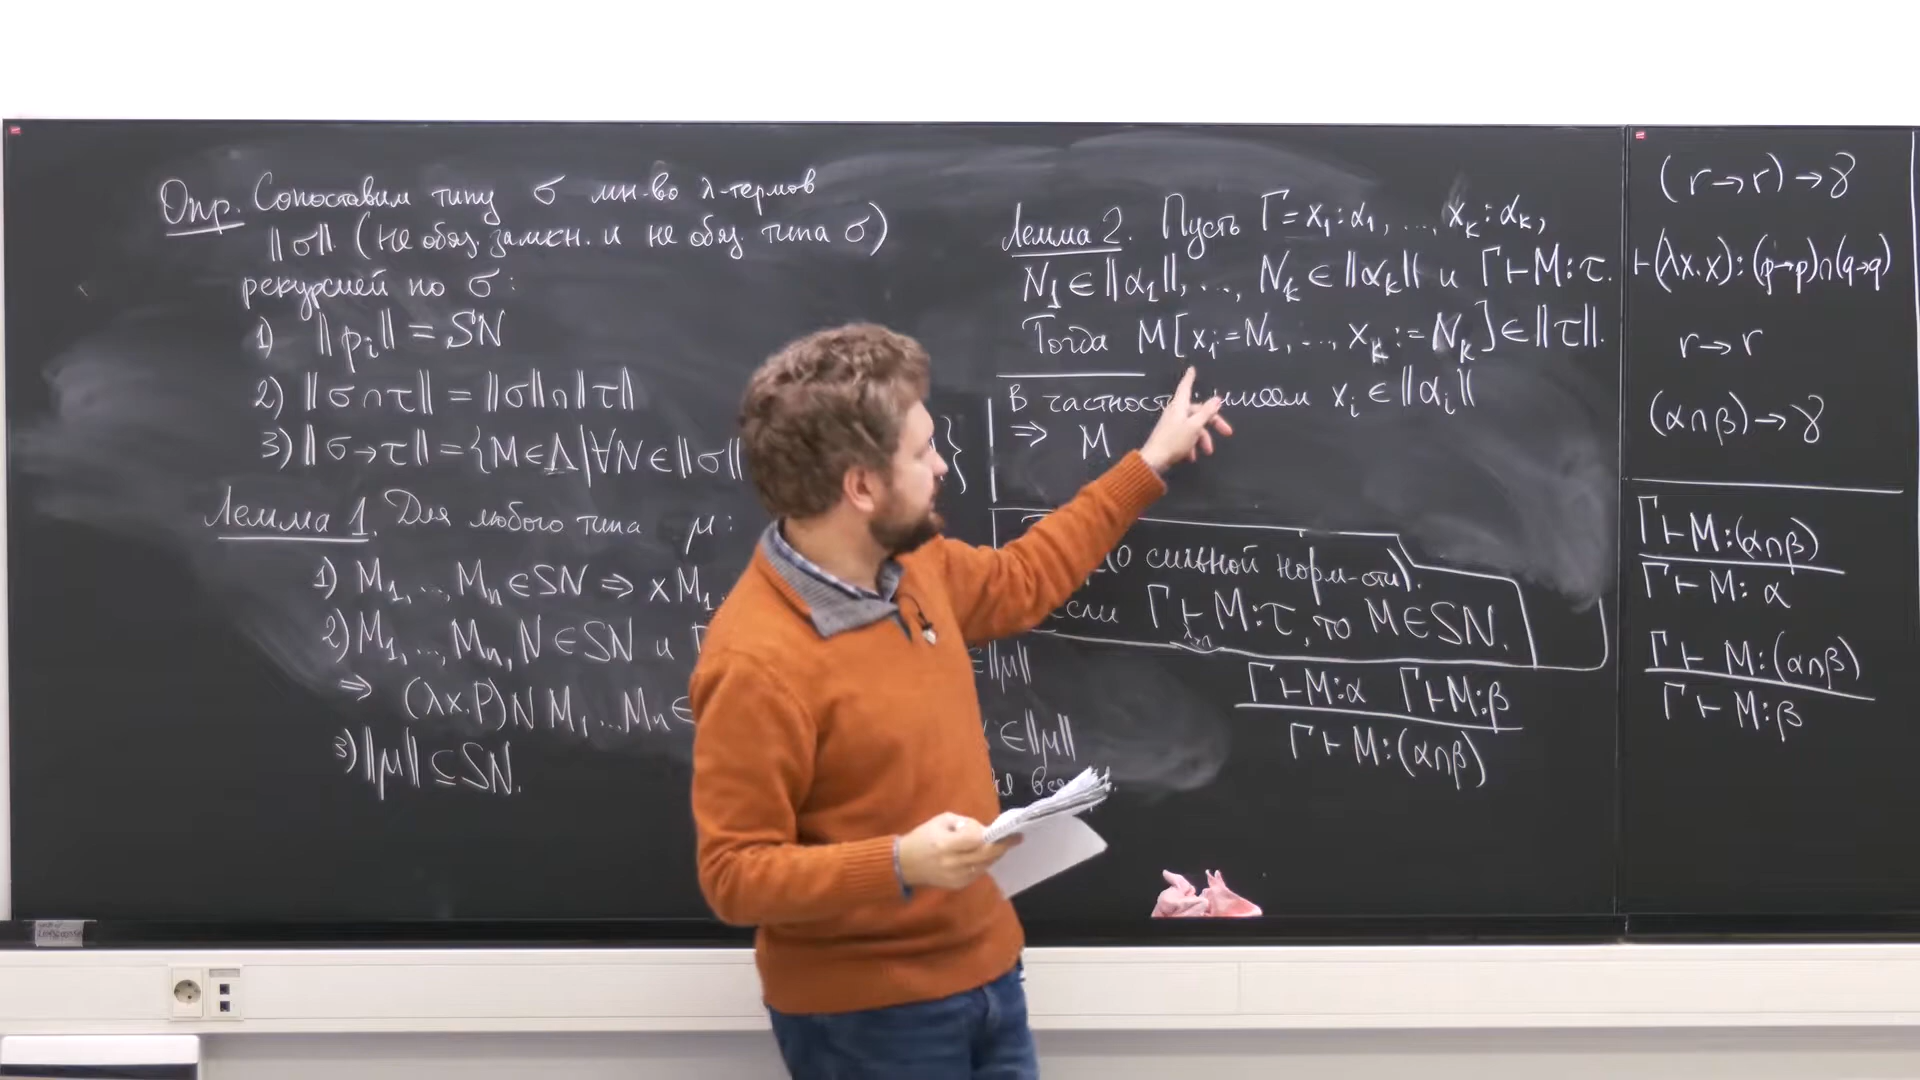 Опр. Сопоставим типу σ мн-во λ-термов
||σ||. (не обяз. замкн. и не обяз. типа σ)
рекурсией по σ:
1) ||pᵢ|| = SN
2) ||σ∩τ|| = ||σ||∩||τ||
3) ||σ→τ|| = {M∈Λ|∀N∈||σ|| }
Лемма 1. Для любого типа μ:
1) M₁,..,Mₙ∈SN ⇒ xM₁
2) M₁,..,Mₙ,N∈SN и
∈||μ||
⇒ (λx.P)N M₁...Mₙ∈
∈||μ||
3) ||μ||⊆SN.
Лемма 2. Пусть Γ=x₁:α₁,...,xₖ:αₖ,
N₁∈||α₁||,..., Nₖ∈||αₖ|| и Γ⊢M:τ.
Тогда M[x₁:=N₁,...,xₖ:=Nₖ]∈||τ||.
В частност имеем xᵢ∈||αᵢ||
⇒ M
сильной норм-сти).
Γ⊢M:τ, то M∈SN.
Γ⊢M:α Γ⊢M:β
Γ⊢M:(α∩β)
(r→r)→γ
⊢(λx.x):(p→p)∩(q→q)
r→r
(α∩β)→γ
Γ⊢M:(α∩β)
Γ⊢M:α
Γ⊢M:(α∩β)
Γ⊢M:β